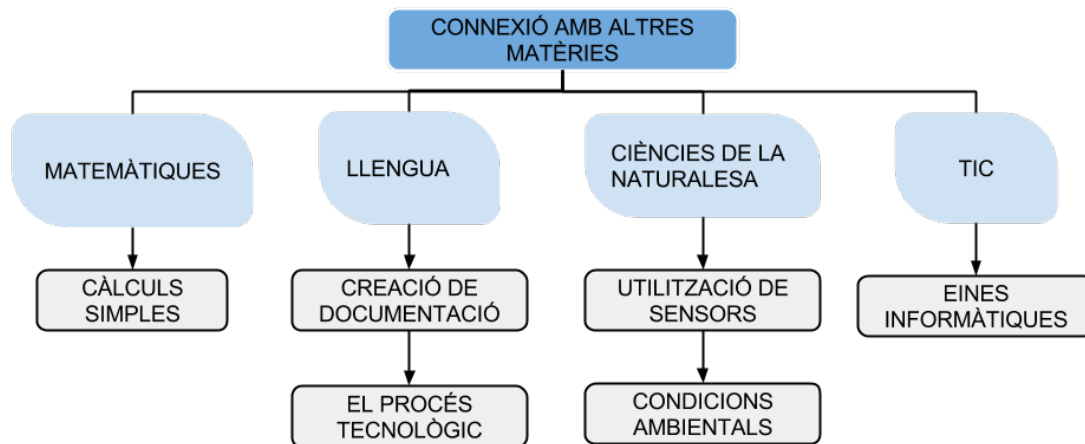 CONNEXIÓ AMB ALTRES
MATÈRIES
MATEMÀTIQUES
LLENGUA
CIÈNCIES DE LA
NATURALESA
TIC
CÀLCULS
SIMPLES
CREACIÓ DE
DOCUMENTACIÓ
UTILITZACIÓ DE
SENSORS
EINES
INFORMÀTIQUES
EL PROCÉS
TECNOLÒGIC
CONDICIONS
AMBIENTALS